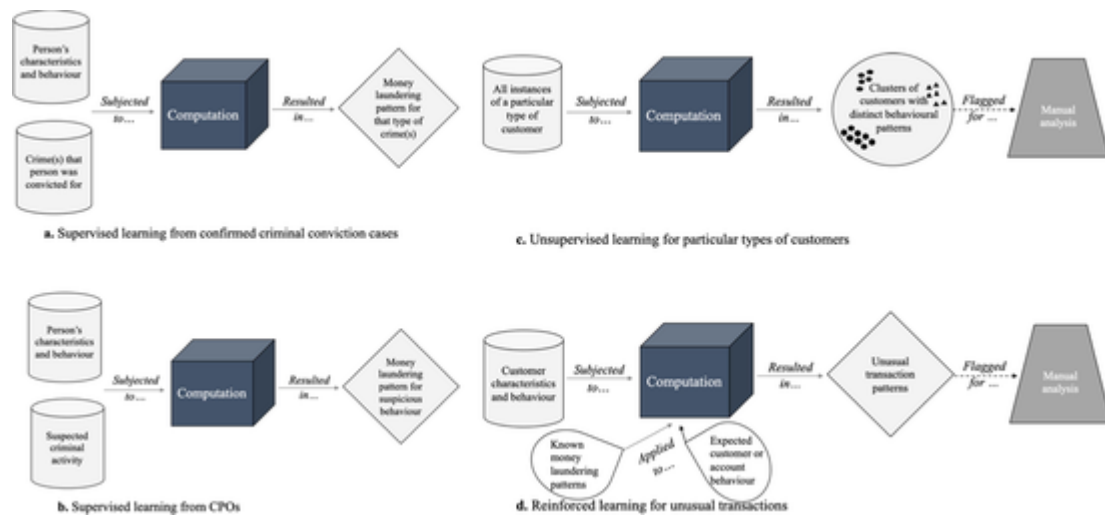 Person's
characteristics
and behaviour
Crime(s) that
person was
convicted for
Subjected
to...
Computation
Resulted
in...
Money
laundering
pattern for
that type of
crime(s)
a. Supervised learning from confirmed criminal conviction cases
All instances
of a particular
type of
customer
Subjected
to...
Computation
Resulted
in...
Clusters of
customers with
distinct behavioural
patterns
Flagged
for ...
Manual
analysis
c. Unsupervised learning for particular types of customers
Person's
characteristics
and behaviour
Suspected
criminal
activity
Subjected
to...
Computation
Resulted
in...
Money
laundering
pattern for
suspicious
behaviour
b. Supervised learning from CPOs
Customer
characteristics
and behaviour
Subjected
to...
Computation
Known
money
laundering
patterns
Applied
to...
Expected
customer or
account
behaviour
Resulted
in...
Unusual
transaction
patterns
Flagged
for ...
Manual
analysis
d. Reinforced learning for unusual transactions